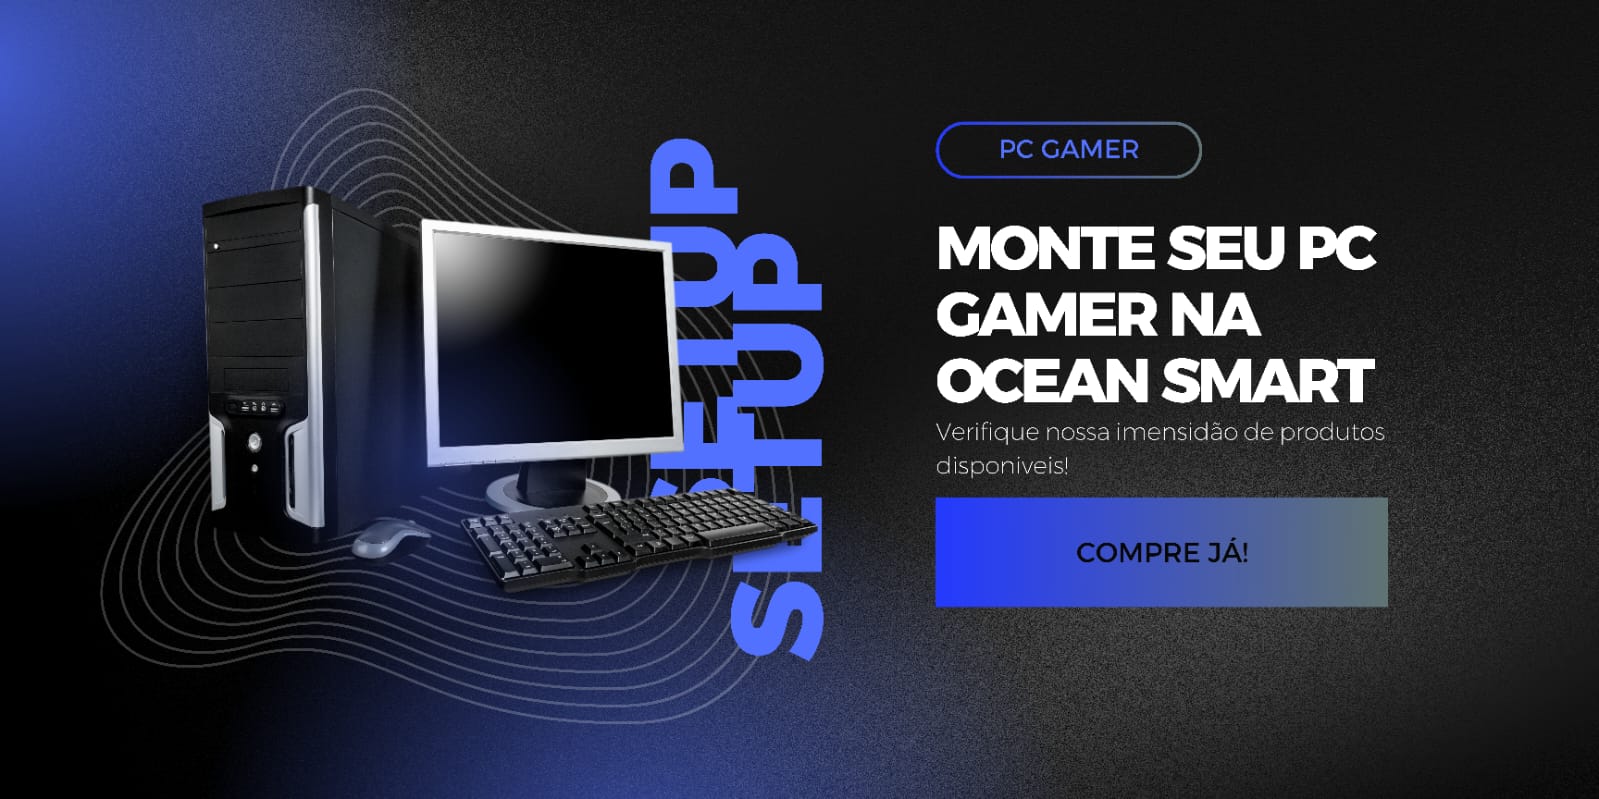 SETUP
SETUP
PC GAMER
MONTE SEU PC
GAMER NA
OCEAN SMART
Verifique nossa imensidão de produtos
disponiveis!
COMPRE JÁ!